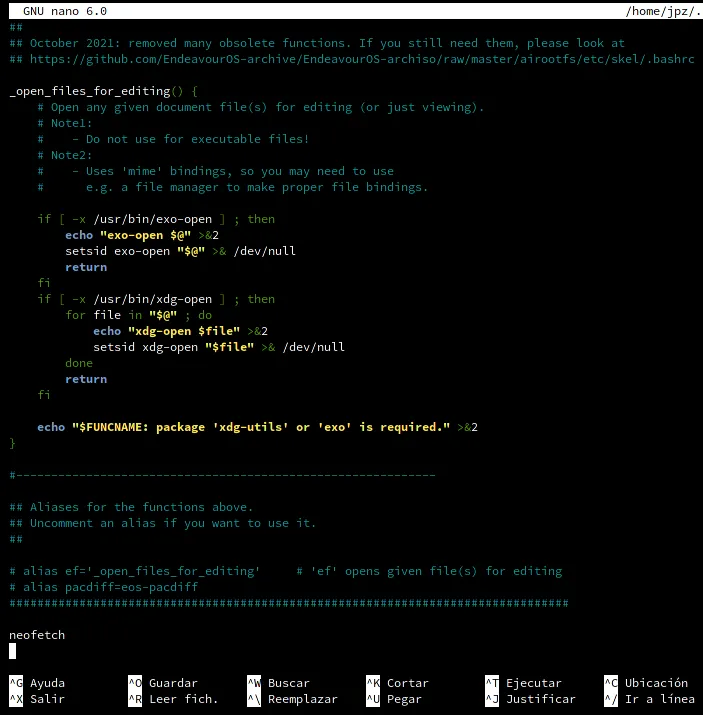 GNU nano 6.0 /home/jpz/.
##
## October 2021: removed many obsolete functions. If you still need them, please look at
## https://github.com/EndeavourOS-archive/EndeavourOS-archiso/raw/master/airootfs/etc/skel/.bashrc
_open_files_for_editing() {
    # Open any given document file(s) for editing (or just viewing).
    # Note1:
    #    - Do not use for executable files!
    # Note2:
    #    - Uses 'mime' bindings, so you may need to use
    #      e.g. a file manager to make proper file bindings.
    if [ -x /usr/bin/exo-open ] ; then
        echo "exo-open $@" >&2
        setsid exo-open "$@" >& /dev/null
        return
    fi
    if [ -x /usr/bin/xdg-open ] ; then
        for file in "$@" ; do
            echo "xdg-open $file" >&2
            setsid xdg-open "$file" >& /dev/null
        done
        return
    fi
    echo "$FUNCNAME: package 'xdg-utils' or 'exo' is required." >&2
}
#------------------------------------------------------------
## Aliases for the functions above.
## Uncomment an alias if you want to use it.
##
# alias ef='_open_files_for_editing'     # 'ef' opens given file(s) for editing
# alias pacdiff=eos-pacdiff
################################################################################
neofetch
^G Ayuda ^O Guardar ^W Buscar ^K Cortar ^T Ejecutar ^C Ubicación
^X Salir ^R Leer fich. ^\ Reemplazar ^U Pegar ^J Justificar ^/ Ir a línea